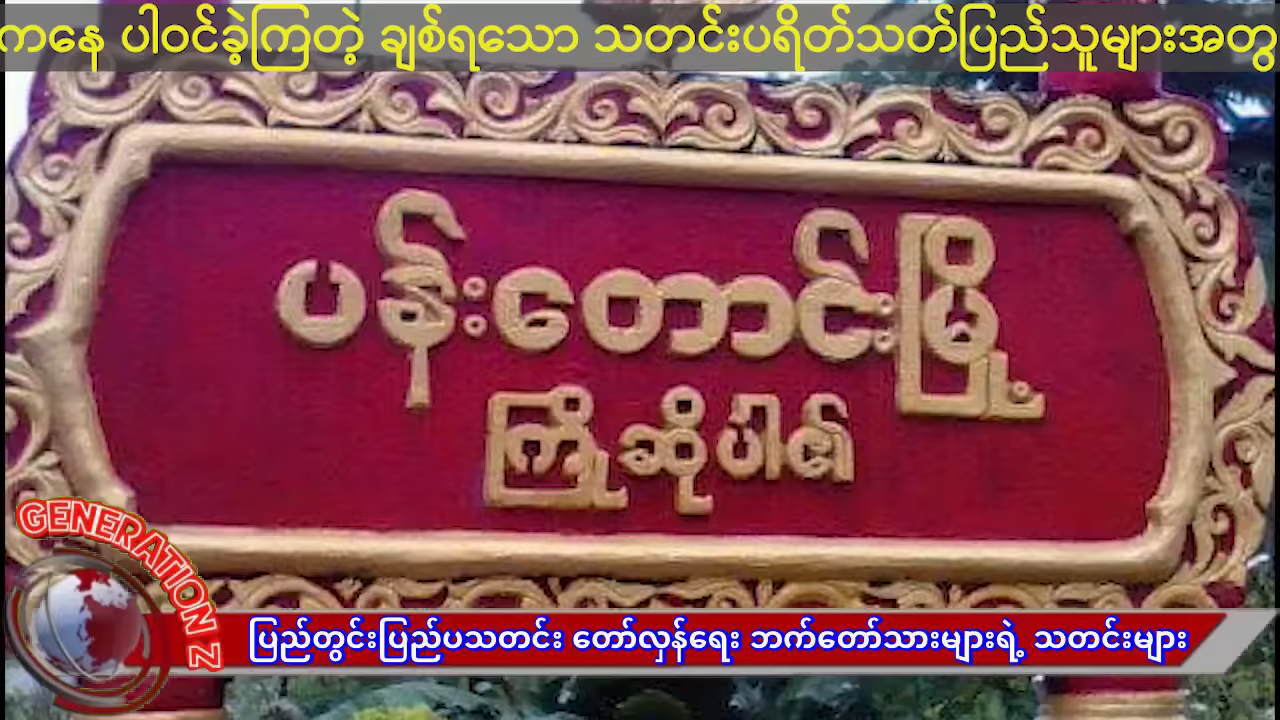 ကနေ ပါဝင်ခဲ့ကြတဲ့ ချစ်ရသော သတင်းပရိတ်သတ်ပြည်သူများအတွ
ပန်းတောင်းမြို့
ကြိုဆိုပါ၏
GENERATION Z
ပြည်တွင်းပြည်ပသတင်း တော်လှန်ရေး ဘက်တော်သားများရဲ့ သတင်းများ